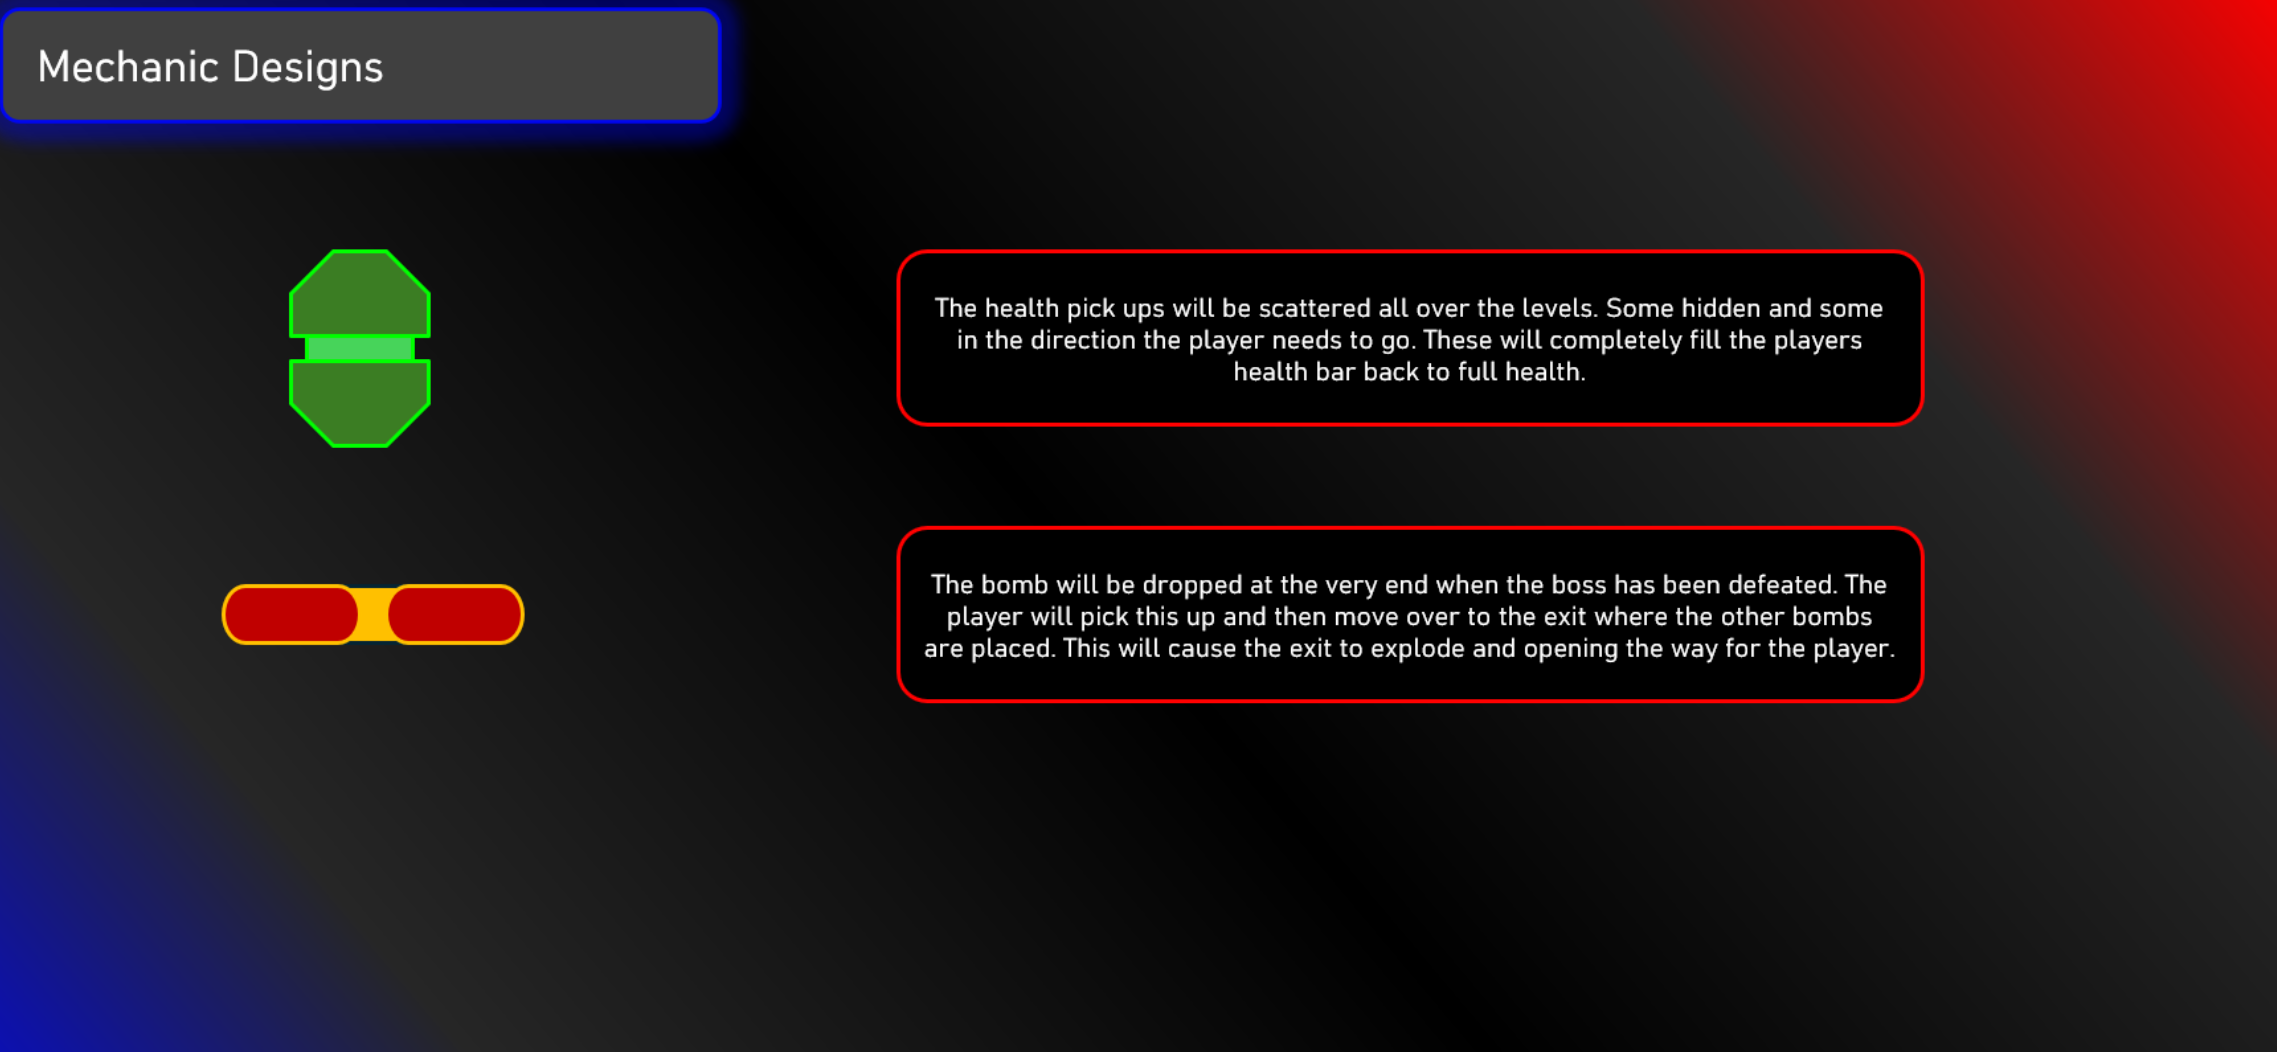 Mechanic Designs
The health pick ups will be scattered all over the levels. Some hidden and some
in the direction the player needs to go. These will completely fill the players
health bar back to full health.
The bomb will be dropped at the very end when the boss has been defeated. The
player will pick this up and then move over to the exit where the other bombs
are placed. This will cause the exit to explode and opening the way for the player.